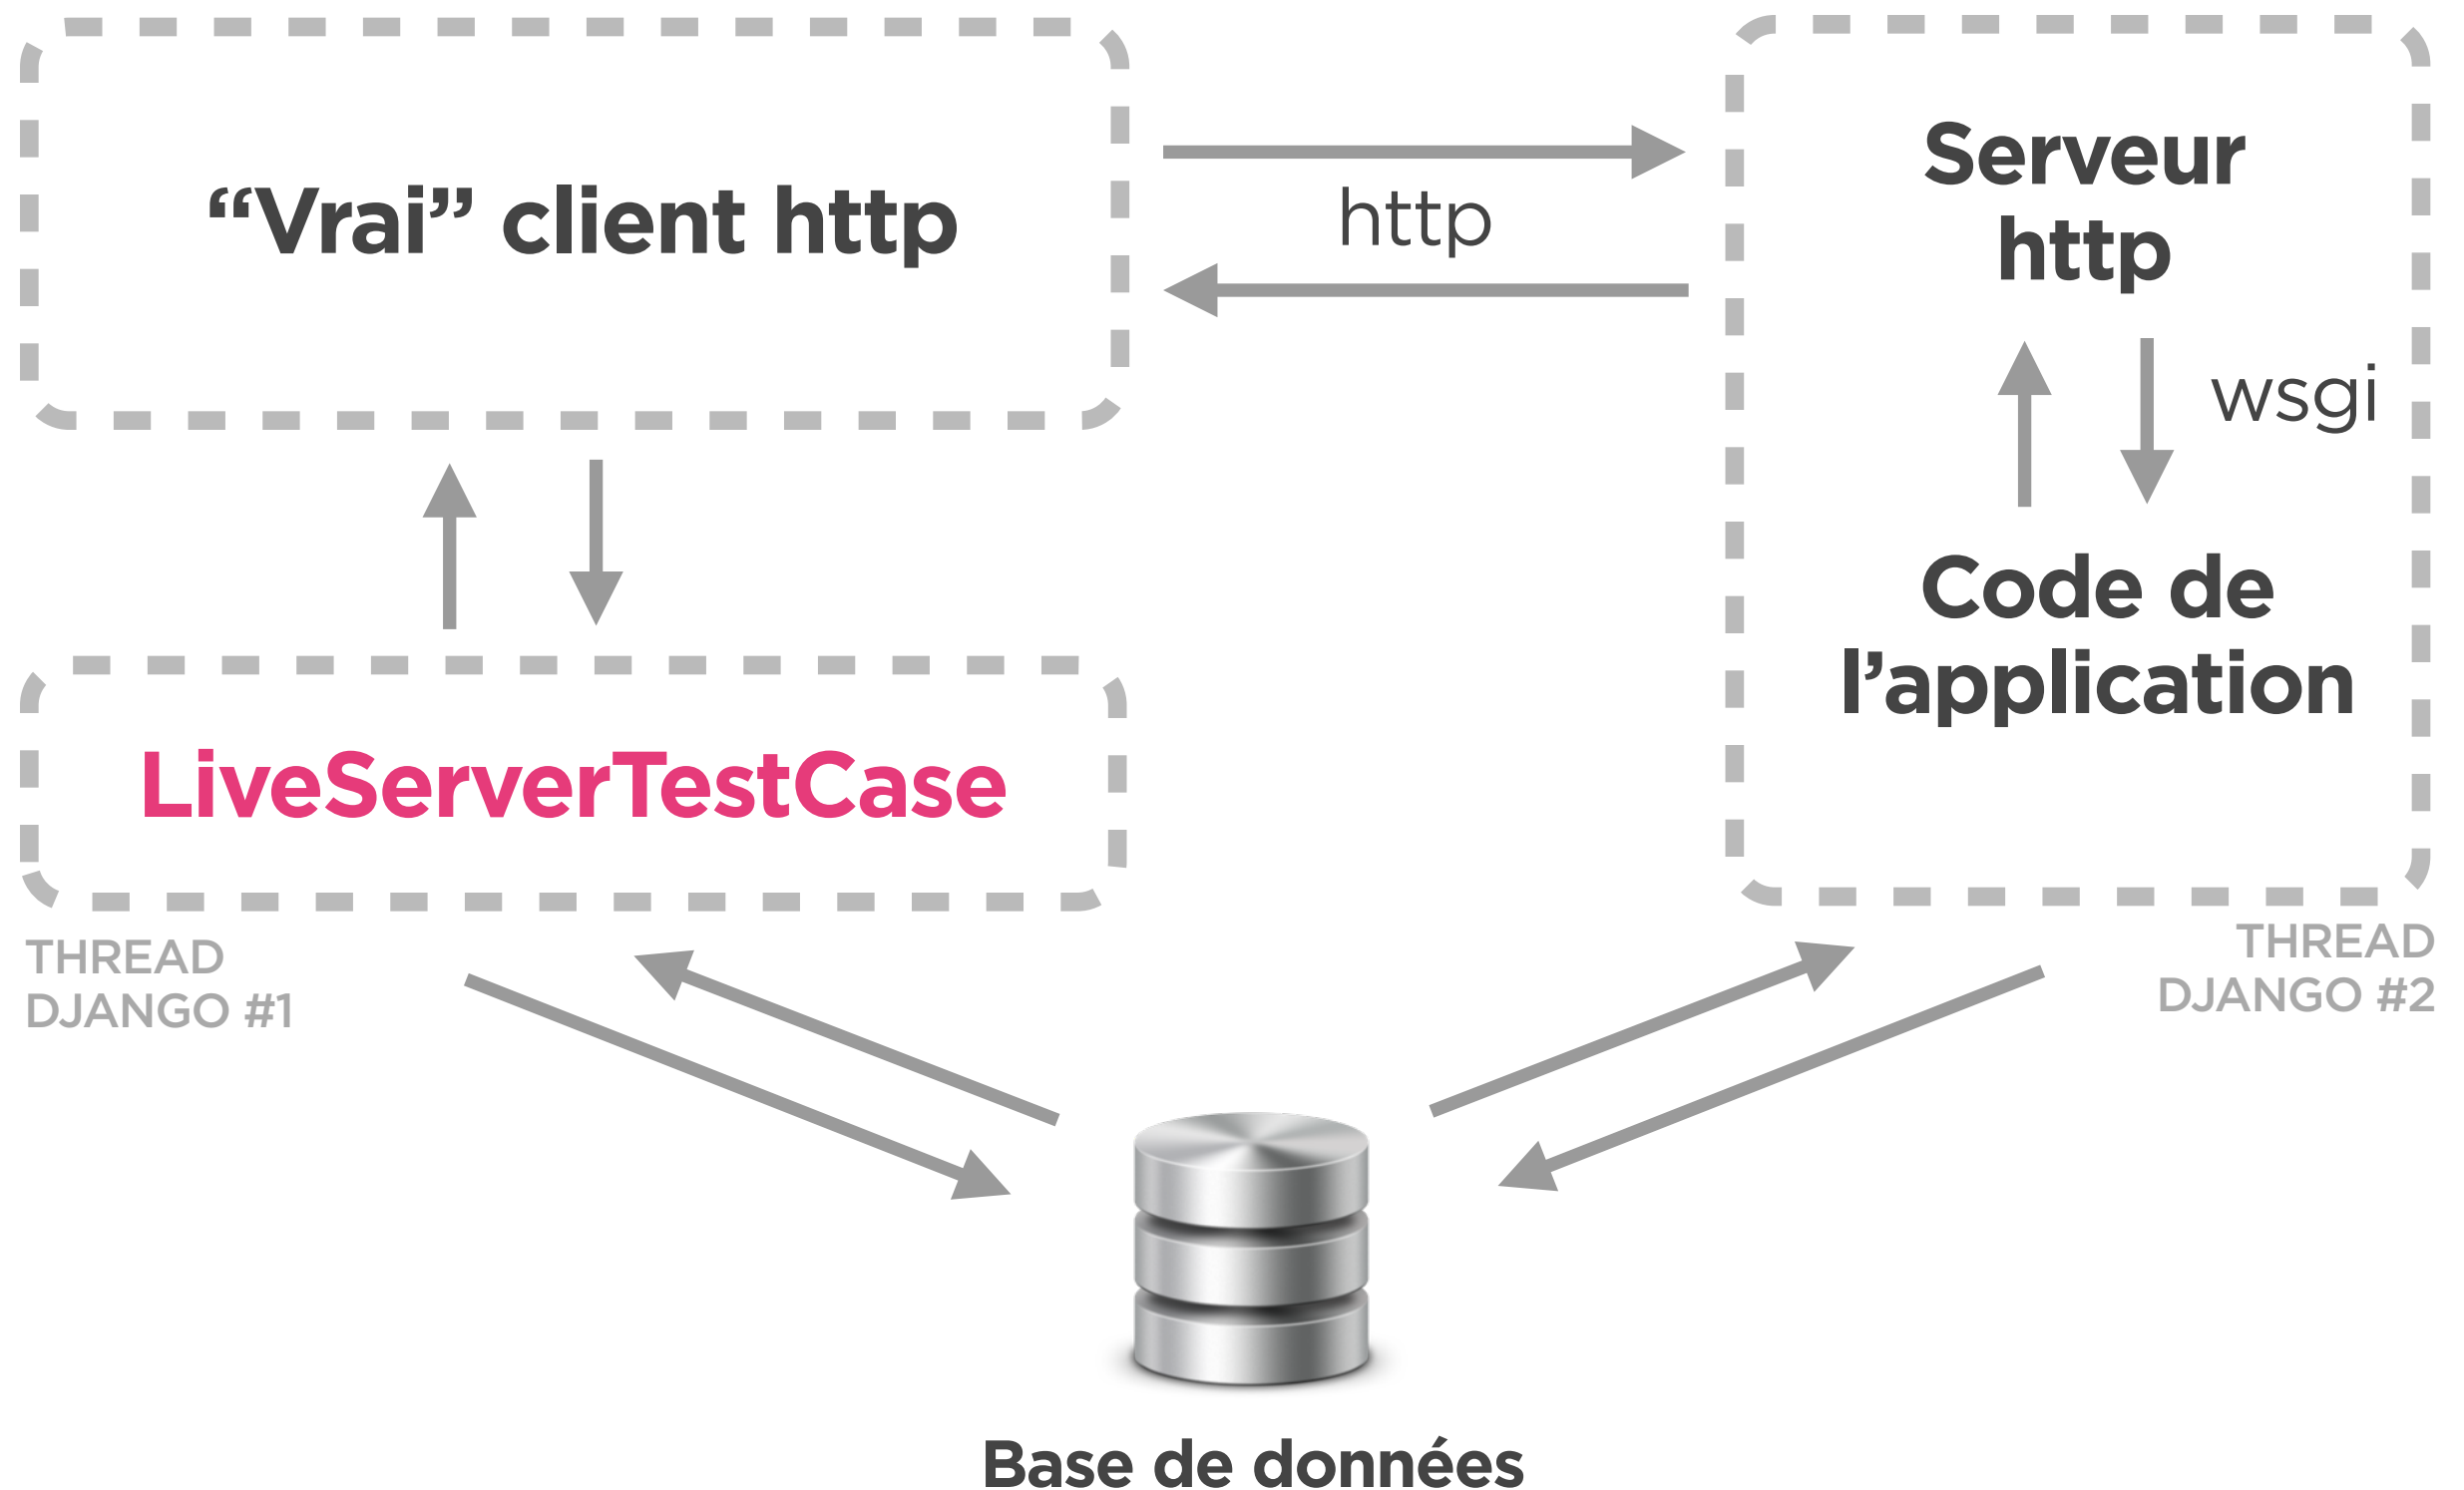 “Vrai” client http
http
Serveur
http
wsgi
Code de
l’application
LiveServerTestCase
THREAD
DJANGO #1
THREAD
DJANGO #2
Base de données